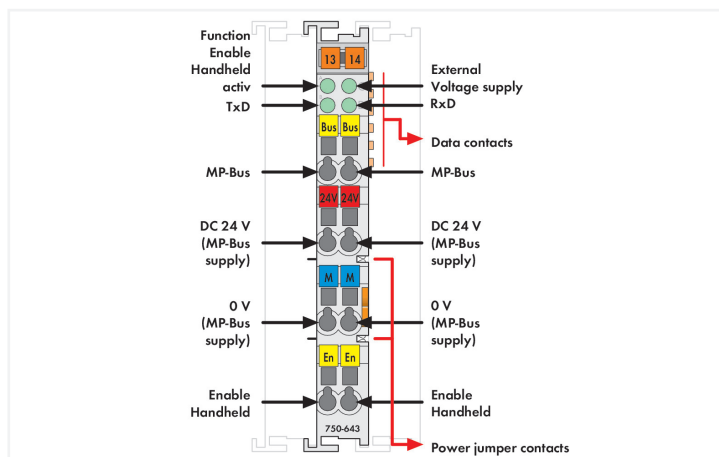 Function
Enable
Handheld
activ
TxD
MP-Bus
DC 24 V
(MP-Bus
supply)
0 V
(MP-Bus
supply)
Enable
Handheld
13 14
Bus Bus
24V 24V
M M
En En
750-643
External
Voltage supply
RxD
Data contacts
MP-Bus
DC 24 V
(MP-Bus
supply)
0 V
(MP-Bus
supply)
Enable
Handheld
Power jumper contacts